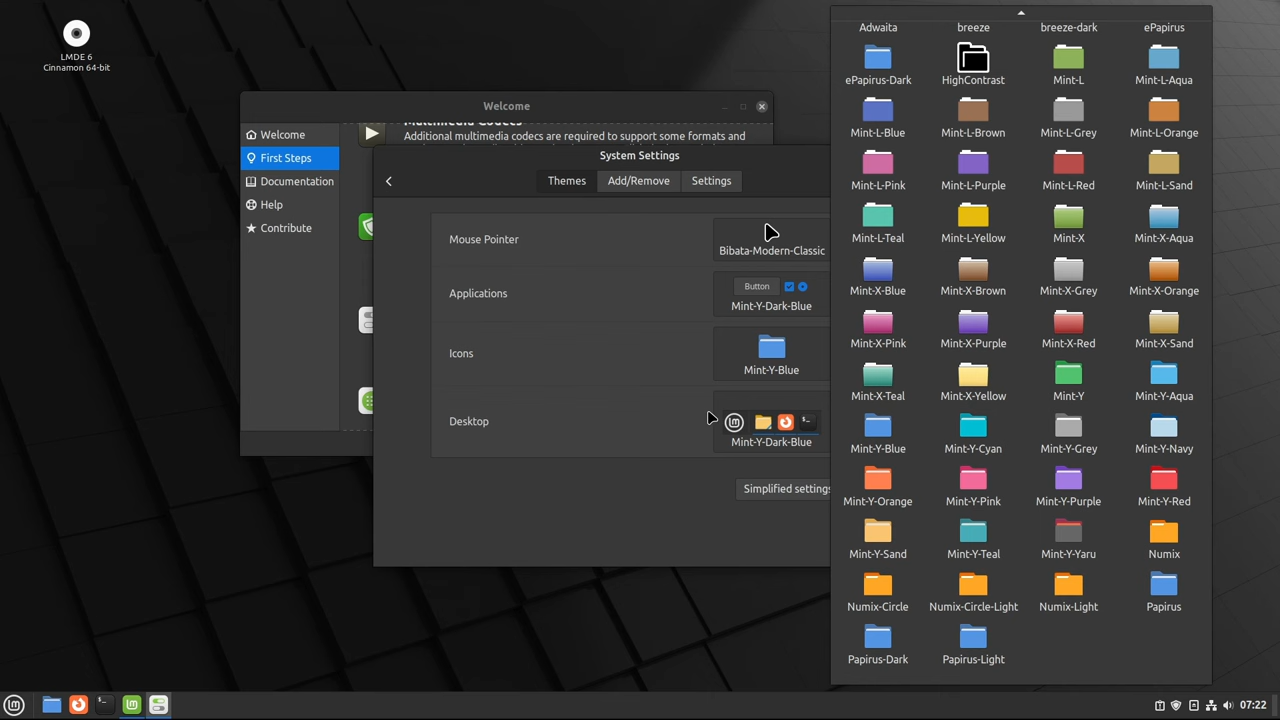 LMDE 6
Cinnamon 64-bit
Welcome
Welcome
First Steps
Documentation
Help
Contribute
Multimedia Codecs
Additional multimedia codecs are required to support some formats and
System Settings
Themes Add/Remove Settings
Mouse Pointer
Bibata-Modern-Classic
Applications
Button
Mint-Y-Dark-Blue
Icons
Mint-Y-Blue
Desktop
Mint-Y-Dark-Blue
Simplified settings
Adwaita breeze breeze-dark ePapirus
ePapirus-Dark HighContrast Mint-L Mint-L-Aqua
Mint-L-Blue Mint-L-Brown Mint-L-Grey Mint-L-Orange
Mint-L-Pink Mint-L-Purple Mint-L-Red Mint-L-Sand
Mint-L-Teal Mint-L-Yellow Mint-X Mint-X-Aqua
Mint-X-Blue Mint-X-Brown Mint-X-Grey Mint-X-Orange
Mint-X-Pink Mint-X-Purple Mint-X-Red Mint-X-Sand
Mint-X-Teal Mint-X-Yellow Mint-Y Mint-Y-Aqua
Mint-Y-Blue Mint-Y-Cyan Mint-Y-Grey Mint-Y-Navy
Mint-Y-Orange Mint-Y-Pink Mint-Y-Purple Mint-Y-Red
Mint-Y-Sand Mint-Y-Teal Mint-Y-Yaru Numix
Numix-Circle Numix-Circle-Light Numix-Light Papirus
Papirus-Dark Papirus-Light
07:22